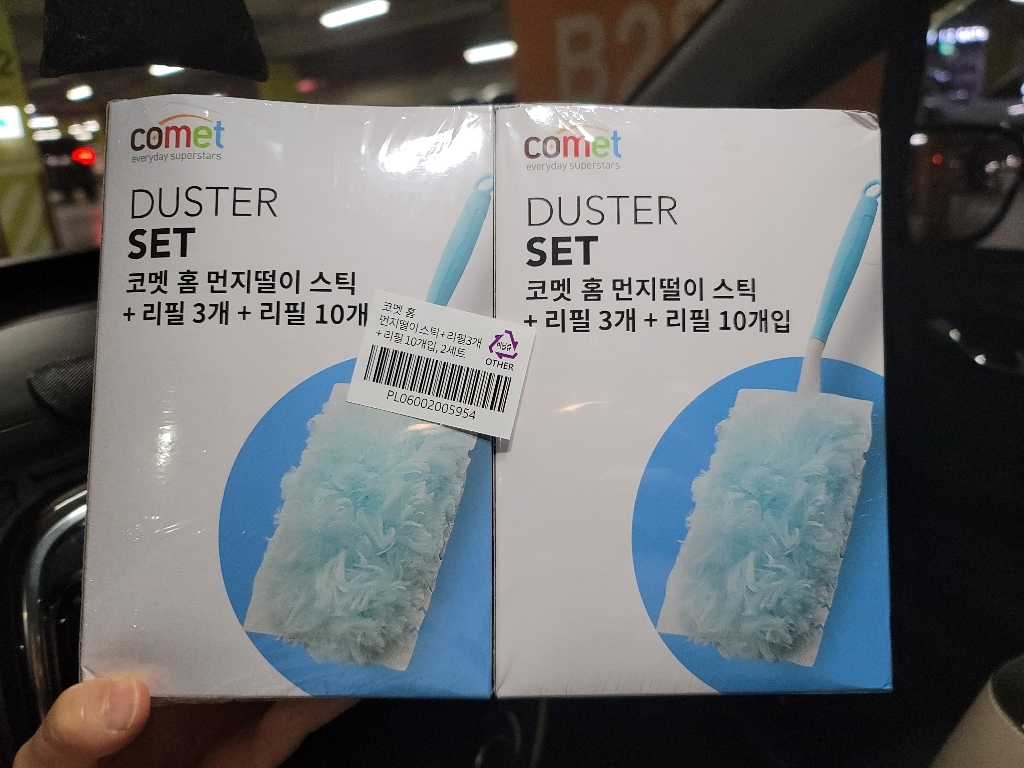 B2
comet
everyday superstars
DUSTER
SET
코멧 홈 먼지떨이 스틱
+ 리필 3개 + 리필 10개
comet
everyday superstars
DUSTER
SET
코멧 홈 먼지떨이 스틱
+ 리필 3개 + 리필 10개입
코멧 홈
먼지떨이스틱+리필3개
+ 리필 10개입, 2세트
OTHER
PL06002005954